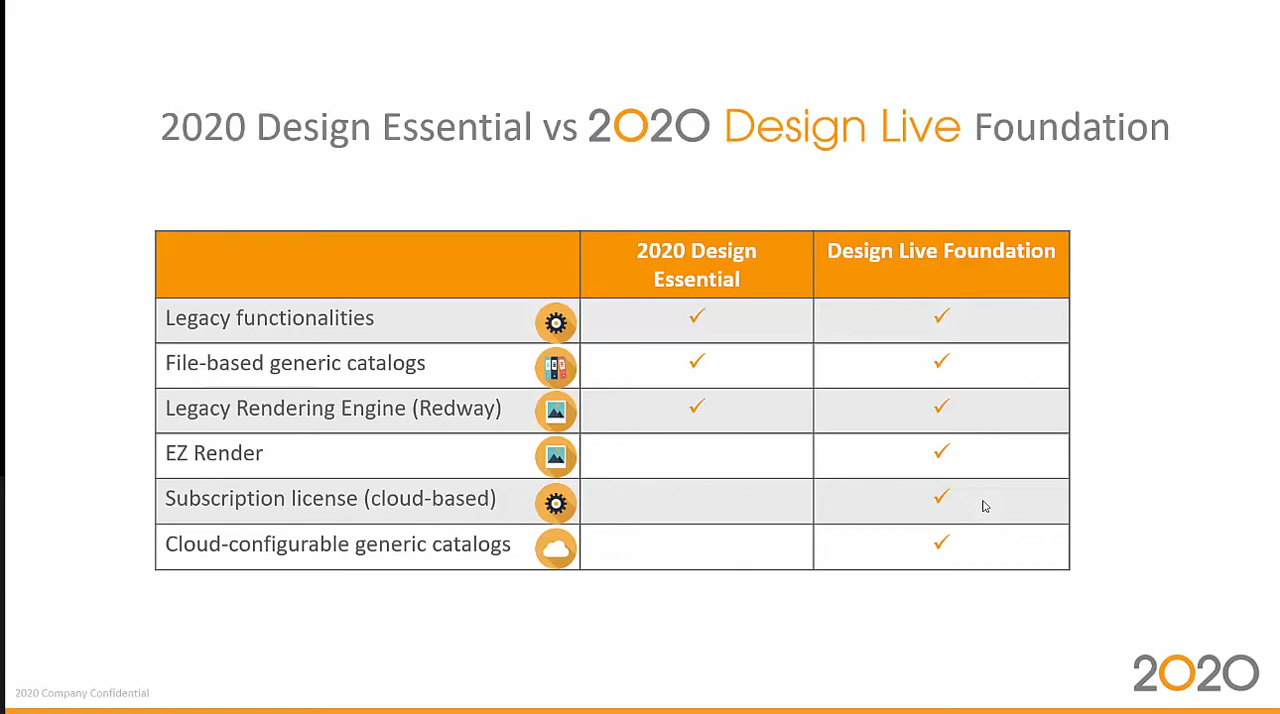 2020 Design Essential vs 2020 Design Live Foundation
2020 Design
Essential
Design Live Foundation
Legacy functionalities ✓ ✓
File-based generic catalogs ✓ ✓
Legacy Rendering Engine (Redway) ✓ ✓
EZ Render ✓
Subscription license (cloud-based) ✓
Cloud-configurable generic catalogs ✓
2020 Company Confidential
2020